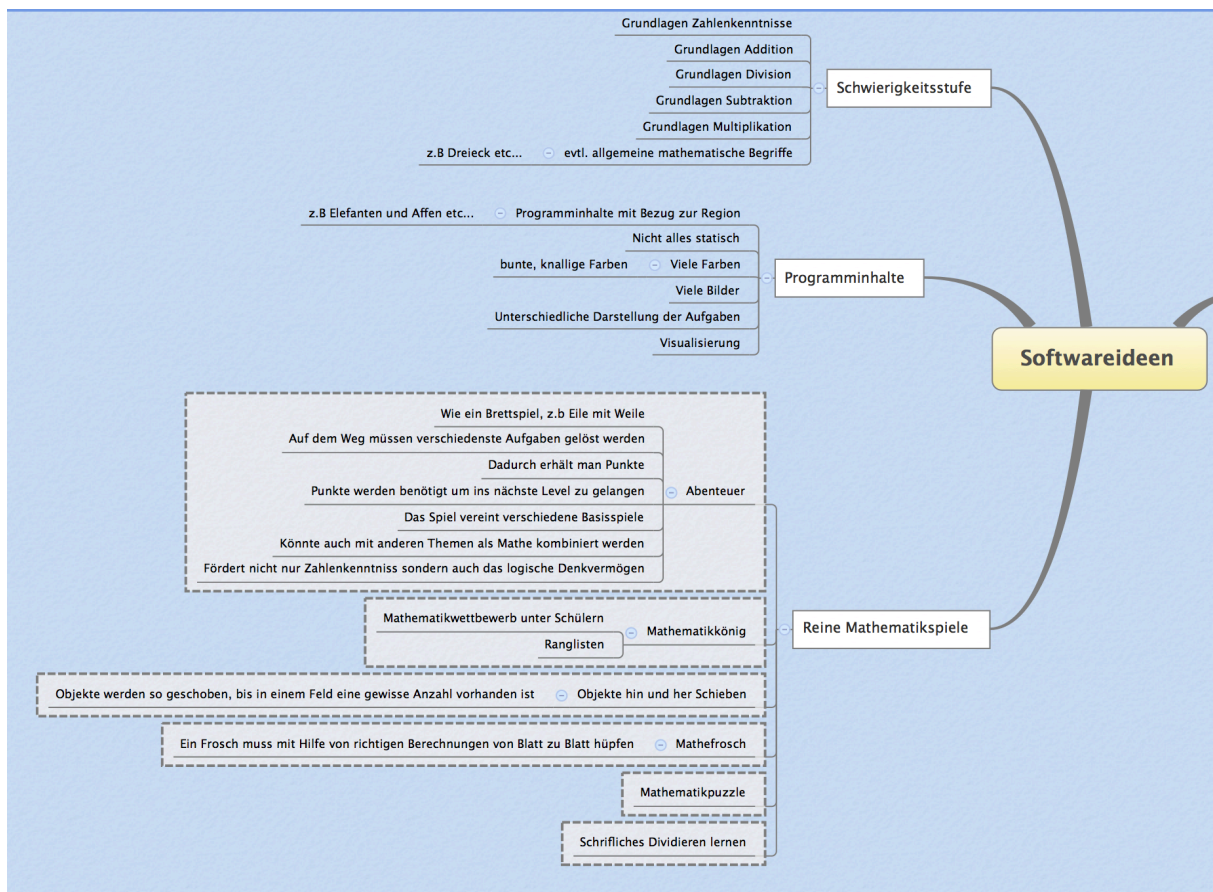 Softwareideen
Schwierigkeitsstufe
Grundlagen Zahlenkenntnisse
Grundlagen Addition
Grundlagen Division
Grundlagen Subtraktion
Grundlagen Multiplikation
evtl. allgemeine mathematische Begriffe
z.B Dreieck etc...
Programminhalte
Programminhalte mit Bezug zur Region
z.B Elefanten und Affen etc...
Nicht alles statisch
Viele Farben
bunte, knallige Farben
Viele Bilder
Unterschiedliche Darstellung der Aufgaben
Visualisierung
Reine Mathematikspiele
Abenteuer
Wie ein Brettspiel, z.b Eile mit Weile
Auf dem Weg müssen verschiedenste Aufgaben gelöst werden
Dadurch erhält man Punkte
Punkte werden benötigt um ins nächste Level zu gelangen
Das Spiel vereint verschiedene Basisspiele
Könnte auch mit anderen Themen als Mathe kombiniert werden
Fördert nicht nur Zahlenkenntniss sondern auch das logische Denkvermögen
Mathematikkönig
Mathematikwettbewerb unter Schülern
Ranglisten
Objekte hin und her Schieben
Objekte werden so geschoben, bis in einem Feld eine gewisse Anzahl vorhanden ist
Mathefrosch
Ein Frosch muss mit Hilfe von richtigen Berechnungen von Blatt zu Blatt hüpfen
Mathematikpuzzle
Schrifliches Dividieren lernen